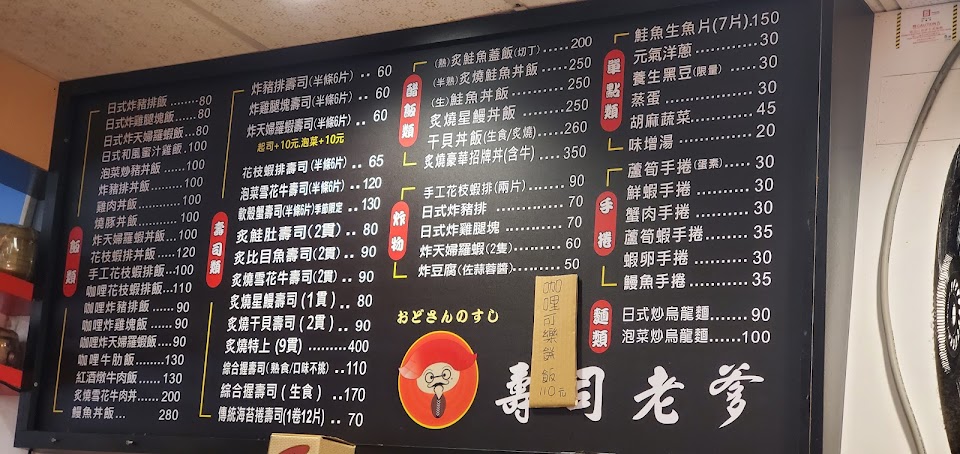 飯類
日式炸豬排飯........80
日式炸雞腿塊飯......80
日式炸天婦羅蝦飯....80
日式和風蜜汁雞飯.100
泡菜炒豬丼飯.......100
炸豬排丼飯..........100
雞肉丼飯............100
燒豚丼飯............100
炸天婦羅蝦丼飯...100
花枝蝦排丼飯.....120
手工花枝蝦排飯...100
咖哩花枝蝦排飯...110
咖哩炸豬排飯......90
咖哩炸雞塊飯......90
咖哩炸天婦羅蝦飯...90
咖哩牛肋飯.........130
紅酒燉牛肉飯......130
炙燒雪花牛肉丼...200
鰻魚丼飯... 280
壽司類
炸豬排壽司(半條6片) .. 60
炸雞腿塊壽司(半條6片) .. 60
炸天婦羅蝦壽司(半條6片) .. 60
起司+10元.泡菜+10元
花枝蝦排壽司(半條6片) .. 65
泡菜雪花牛壽司(半條6片) ..120
軟殼蟹壽司(半條6片)季節限定 .. 130
炙鮭肚壽司(2貫) .. 80
炙比目魚壽司(2貫) .. 90
炙燒雪花牛壽司(2貫) .. 90
炙燒星鰻壽司(1貫) .. 80
炙燒干貝壽司(2貫) .. 90
炙燒特上(9貫) ..........400
綜合握壽司(熟食/口味不挑) ..110
綜合握壽司(生食) ..170
傳統海苔捲壽司(1卷12片) .. 70
醋飯類
(熟)炙鮭魚蓋飯(切丁) ......200
(半熟)炙燒鮭魚丼飯......250
(生)鮭魚丼飯............250
炙燒星鰻丼飯............250
干貝丼飯(生食/炙燒)......260
炙燒豪華招牌丼(含牛)....350
炸物
手工花枝蝦排(兩片).......90
日式炸豬排..............70
日式炸雞腿塊............70
炸天婦羅蝦(2隻).........60
炸豆腐(佐蒜蓉醬).........50
單點類
鮭魚生魚片(7片).150
元氣洋蔥............30
養生黑豆(限量)......30
蒸蛋................30
胡麻蔬菜............45
味增湯..............20
手捲
蘆筍手捲(蛋素).....30
鮮蝦手捲...........30
蟹肉手捲...........30
蘆筍蝦手捲.........35
蝦卵手捲...........30
鰻魚手捲...........35
麵類
日式炒烏龍麵......90
泡菜炒烏龍麵......100
おどさんのすし
壽司老爹
咖哩可樂餅飯110元